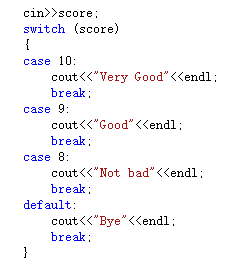 cin>>score;
switch (score)
{
case 10:
    cout<<"Very Good"<<endl;
    break;
case 9:
    cout<<"Good"<<endl;
    break;
case 8:
    cout<<"Not bad"<<endl;
    break;
default:
    cout<<"Bye"<<endl;
    break;
}